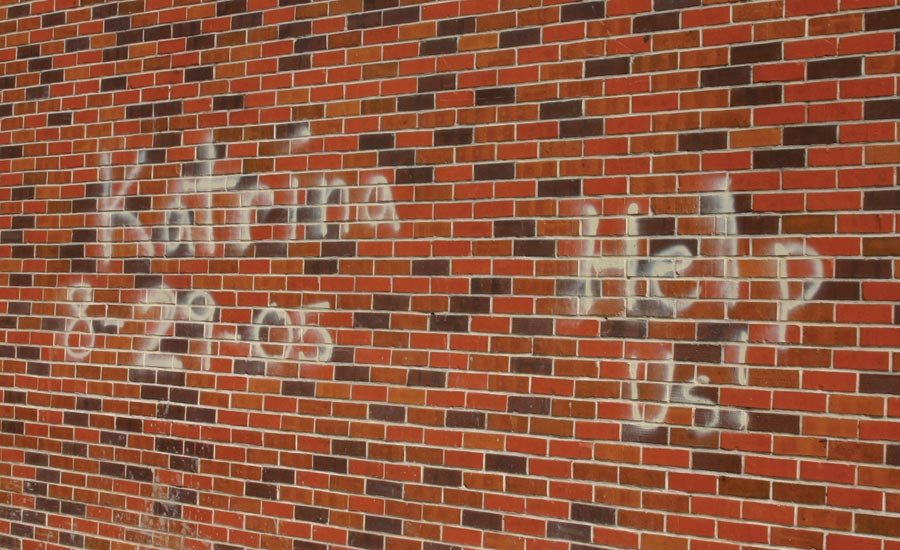 Katrina
8-29-05
Help
Us!